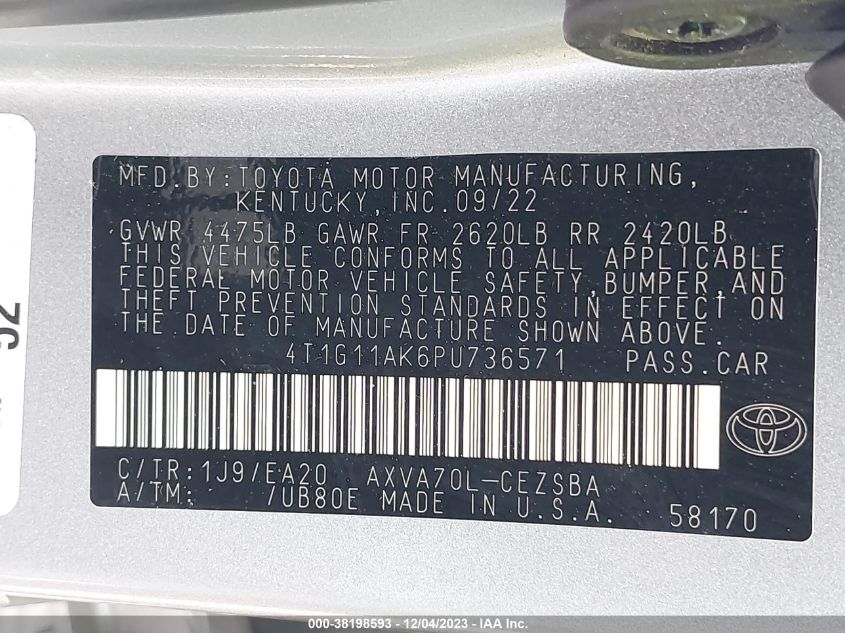 MFD.BY:TOYOTA MOTOR MANUFACTURING,
KENTUCKY,INC.09/22
GVWR 4475LB GAWR FR 2620LB RR 2420LB
THIS VEHICLE CONFORMS TO ALL APPLICABLE
FEDERAL MOTOR VEHICLE SAFETY,BUMPER,AND
THEFT PREVENTION STANDARDS IN EFFECT ON
THE DATE OF MANUFACTURE SHOWN ABOVE.
4T1G11AK6PU736571 PASS.CAR
C/TR:1J9/EA20 AXVA70L-CEZSBA
A/TM: /UB80E MADE IN U.S.A. 58170
52
000-38198593 - 12/04/2023 - IAA Inc.